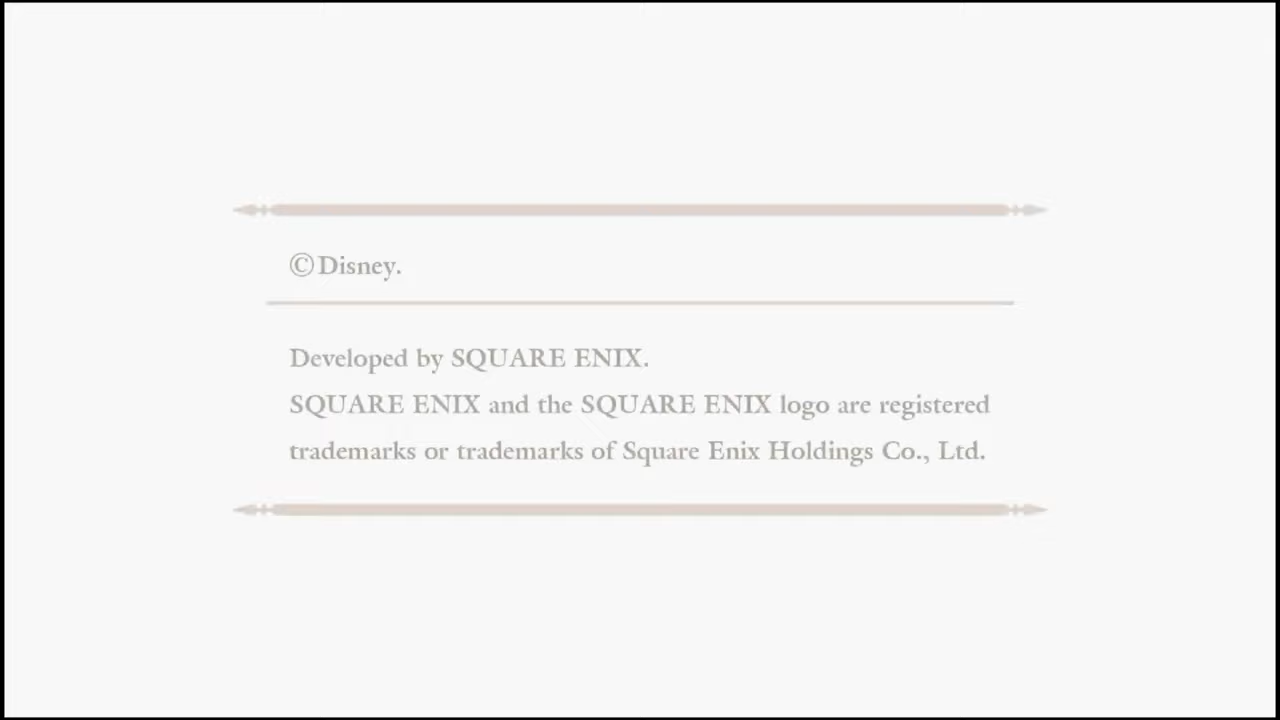 ©Disney.
Developed by SQUARE ENIX.
SQUARE ENIX and the SQUARE ENIX logo are registered
trademarks or trademarks of Square Enix Holdings Co., Ltd.